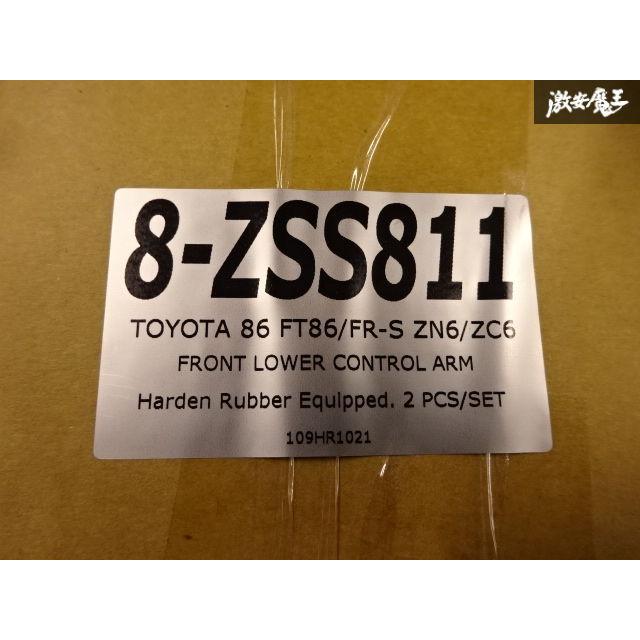 激安魔王
8-ZSS811
TOYOTA 86 FT86/FR-S ZN6/ZC6
FRONT LOWER CONTROL ARM
Harden Rubber Equipped. 2 PCS/SET
109HR1021